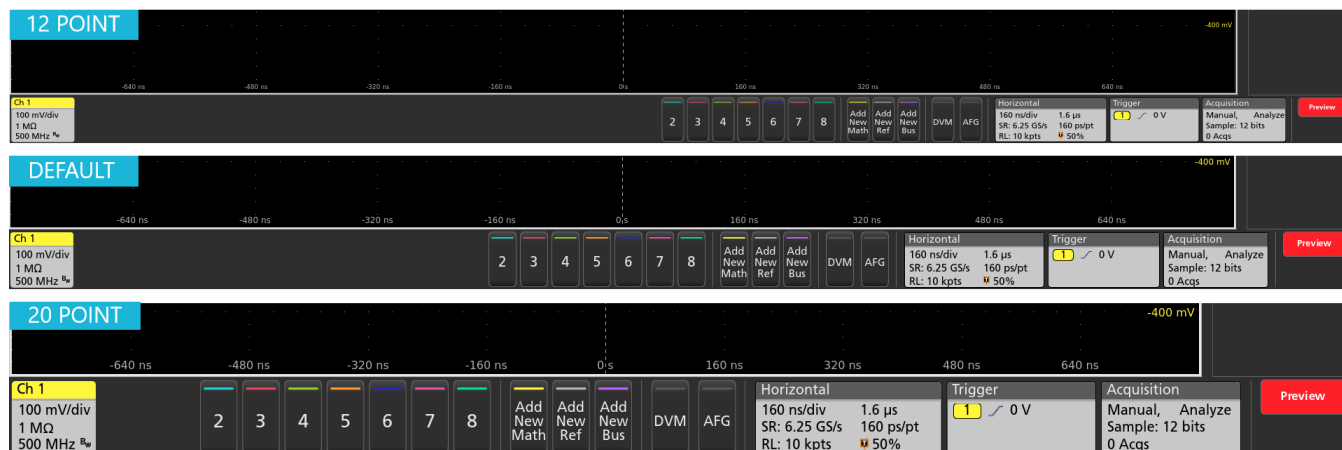 12 POINT
-400 mV
-640 ns -480 ns -320 ns -160 ns 0 s 160 ns 320 ns 480 ns 640 ns
Ch 1
100 mV/div
1 MΩ
500 MHz Bw
2 3 4 5 6 7 8
Add New Math
Add New Ref
Add New Bus
DVM
AFG
Horizontal
160 ns/div 1.6 µs
SR: 6.25 GS/s 160 ps/pt
RL: 10 kpts 50%
Trigger
1 0 V
Acquisition
Manual, Analyze
Sample: 12 bits
0 Acqs
Preview
DEFAULT
-400 mV
-640 ns -480 ns -320 ns -160 ns 0 s 160 ns 320 ns 480 ns 640 ns
Ch 1
100 mV/div
1 MΩ
500 MHz Bw
2 3 4 5 6 7 8
Add New Math
Add New Ref
Add New Bus
DVM
AFG
Horizontal
160 ns/div 1.6 µs
SR: 6.25 GS/s 160 ps/pt
RL: 10 kpts 50%
Trigger
1 0 V
Acquisition
Manual, Analyze
Sample: 12 bits
0 Acqs
Preview
20 POINT
-400 mV
-640 ns -480 ns -320 ns -160 ns 0 s 160 ns 320 ns 480 ns 640 ns
Ch 1
100 mV/div
1 MΩ
500 MHz Bw
2 3 4 5 6 7 8
Add New Math
Add New Ref
Add New Bus
DVM
AFG
Horizontal
160 ns/div 1.6 µs
SR: 6.25 GS/s 160 ps/pt
RL: 10 kpts 50%
Trigger
1 0 V
Acquisition
Manual, Analyze
Sample: 12 bits
0 Acqs
Preview